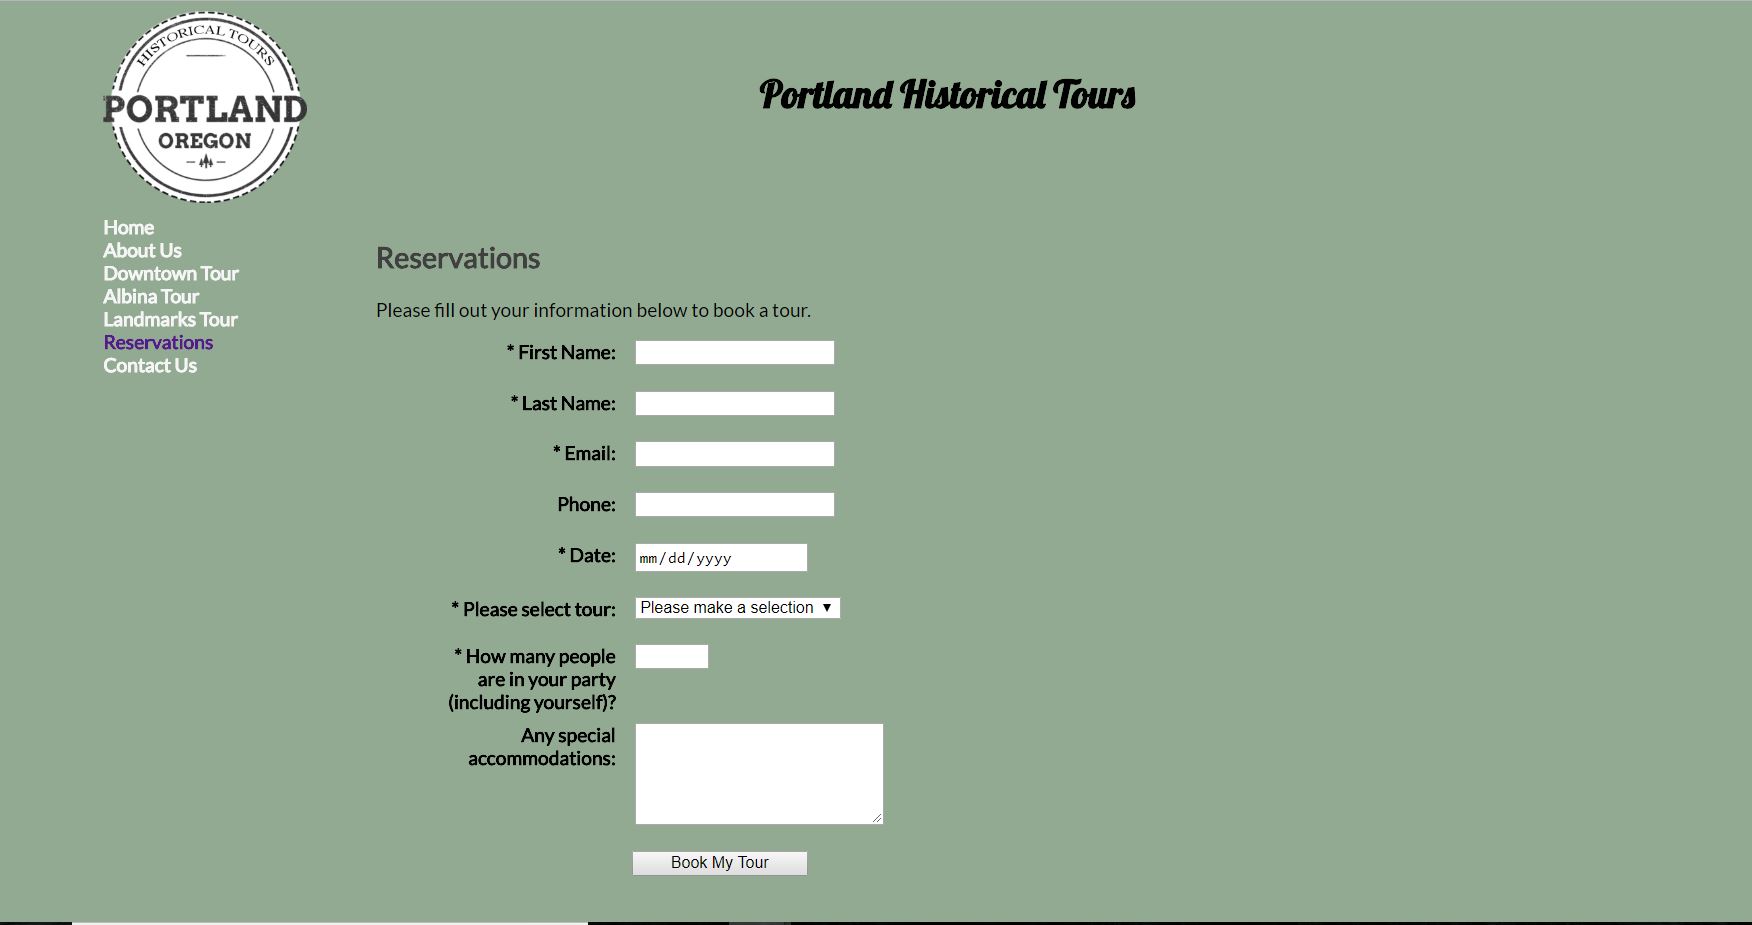 HISTORICAL TOURS
PORTLAND
OREGON
Portland Historical Tours
Home
About Us
Downtown Tour
Albina Tour
Landmarks Tour
Reservations
Contact Us
Reservations
Please fill out your information below to book a tour.
* First Name:
* Last Name:
* Email:
Phone:
* Date:
mm/dd/yyyy
* Please select tour:
Please make a selection ▼
* How many people
are in your party
(including yourself)?
Any special
accommodations:
Book My Tour